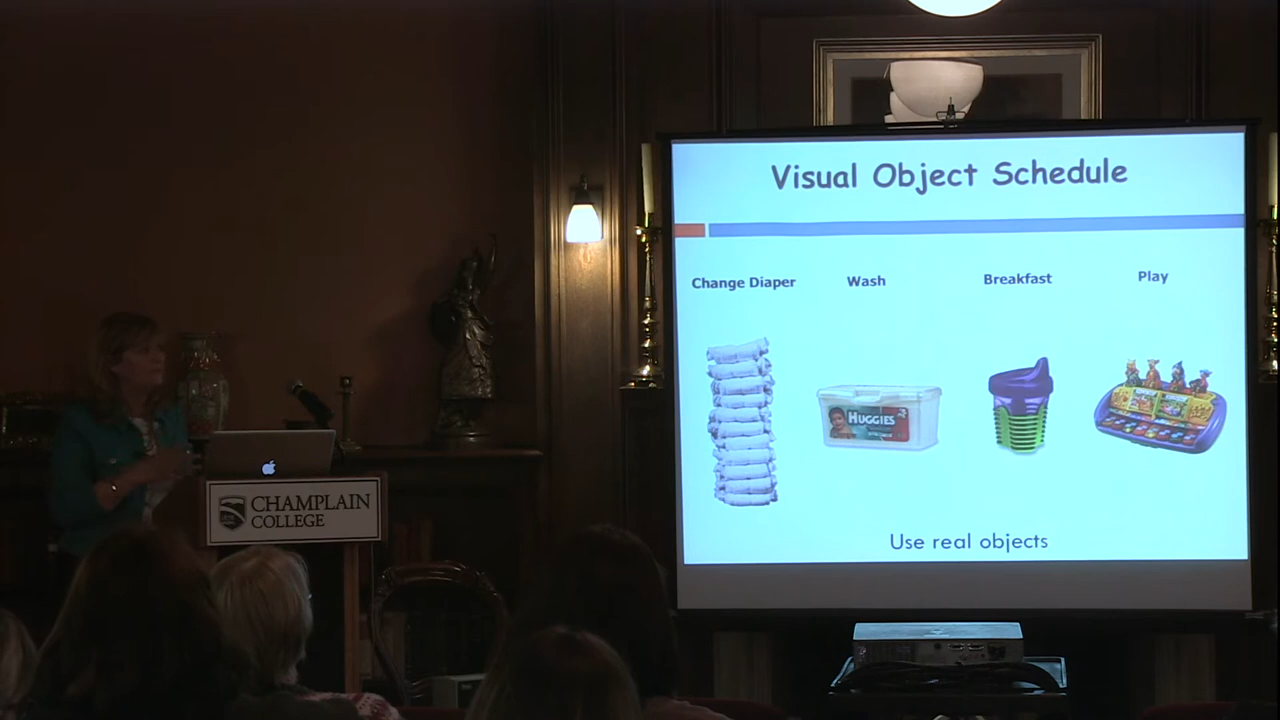 Visual Object Schedule
Change Diaper
Wash
Breakfast
Play
HUGGIES
Use real objects
CHAMPLAIN
COLLEGE